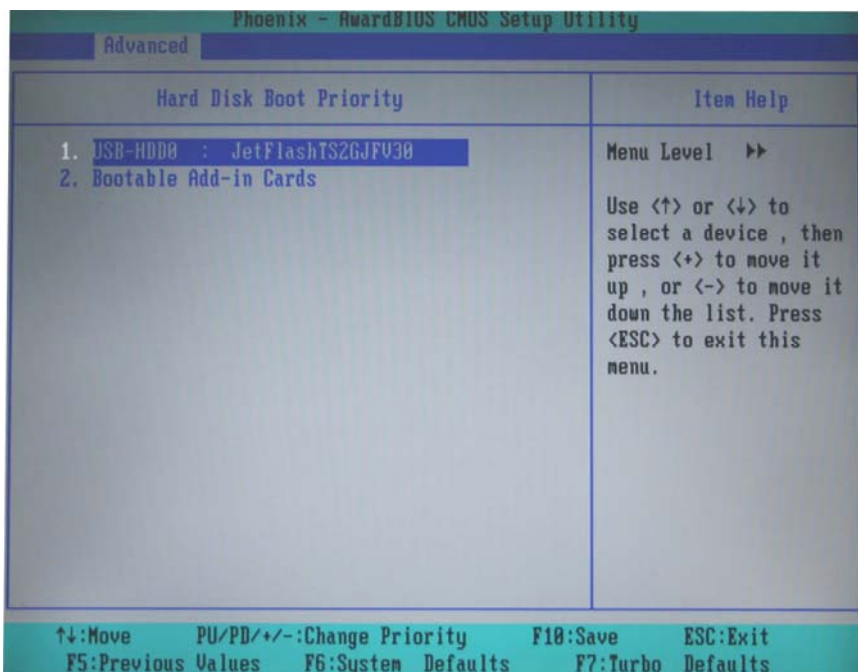 Phoenix - AwardBIOS CMOS Setup Utility
Advanced
Hard Disk Boot Priority
Item Help
1. USB-HDD0 : JetFlashTS2GJFV30
2. Bootable Add-in Cards
Menu Level ▸▸
Use <↑> or <↓> to
select a device , then
press <+> to move it
up , or <-> to move it
down the list. Press
<ESC> to exit this
menu.
↑↓:Move PU/PD/+/-:Change Priority F10:Save ESC:Exit
F5:Previous Values F6:System Defaults F7:Turbo Defaults